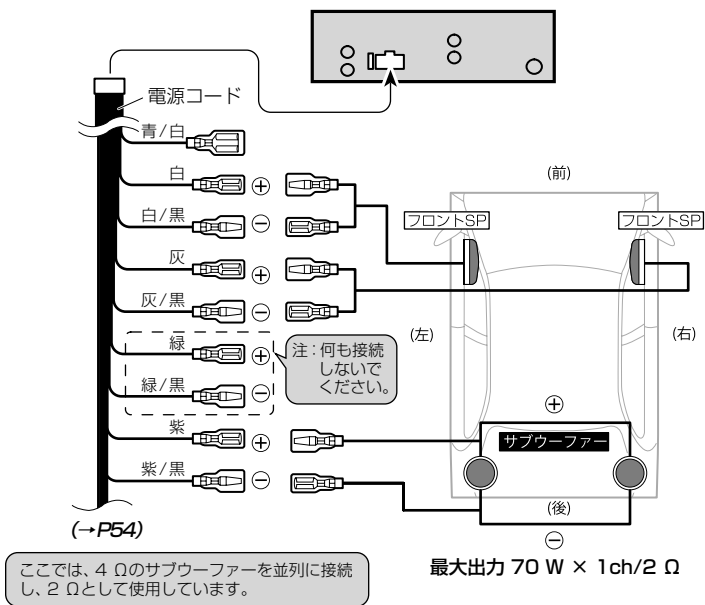 電源コード
青/白
白
⊕
白/黒
⊖
灰
⊕
灰/黒
⊖
緑
⊕
緑/黒
⊖
注:何も接続
しないで
ください。
紫
⊕
紫/黒
⊖
(→P54)
(前)
フロントSP
フロントSP
(左)
(右)
⊕
サブウーファー
(後)
⊖
最大出力 70 W × 1ch/2 Ω
ここでは、4 Ωのサブウーファーを並列に接続
し、2 Ωとして使用しています。